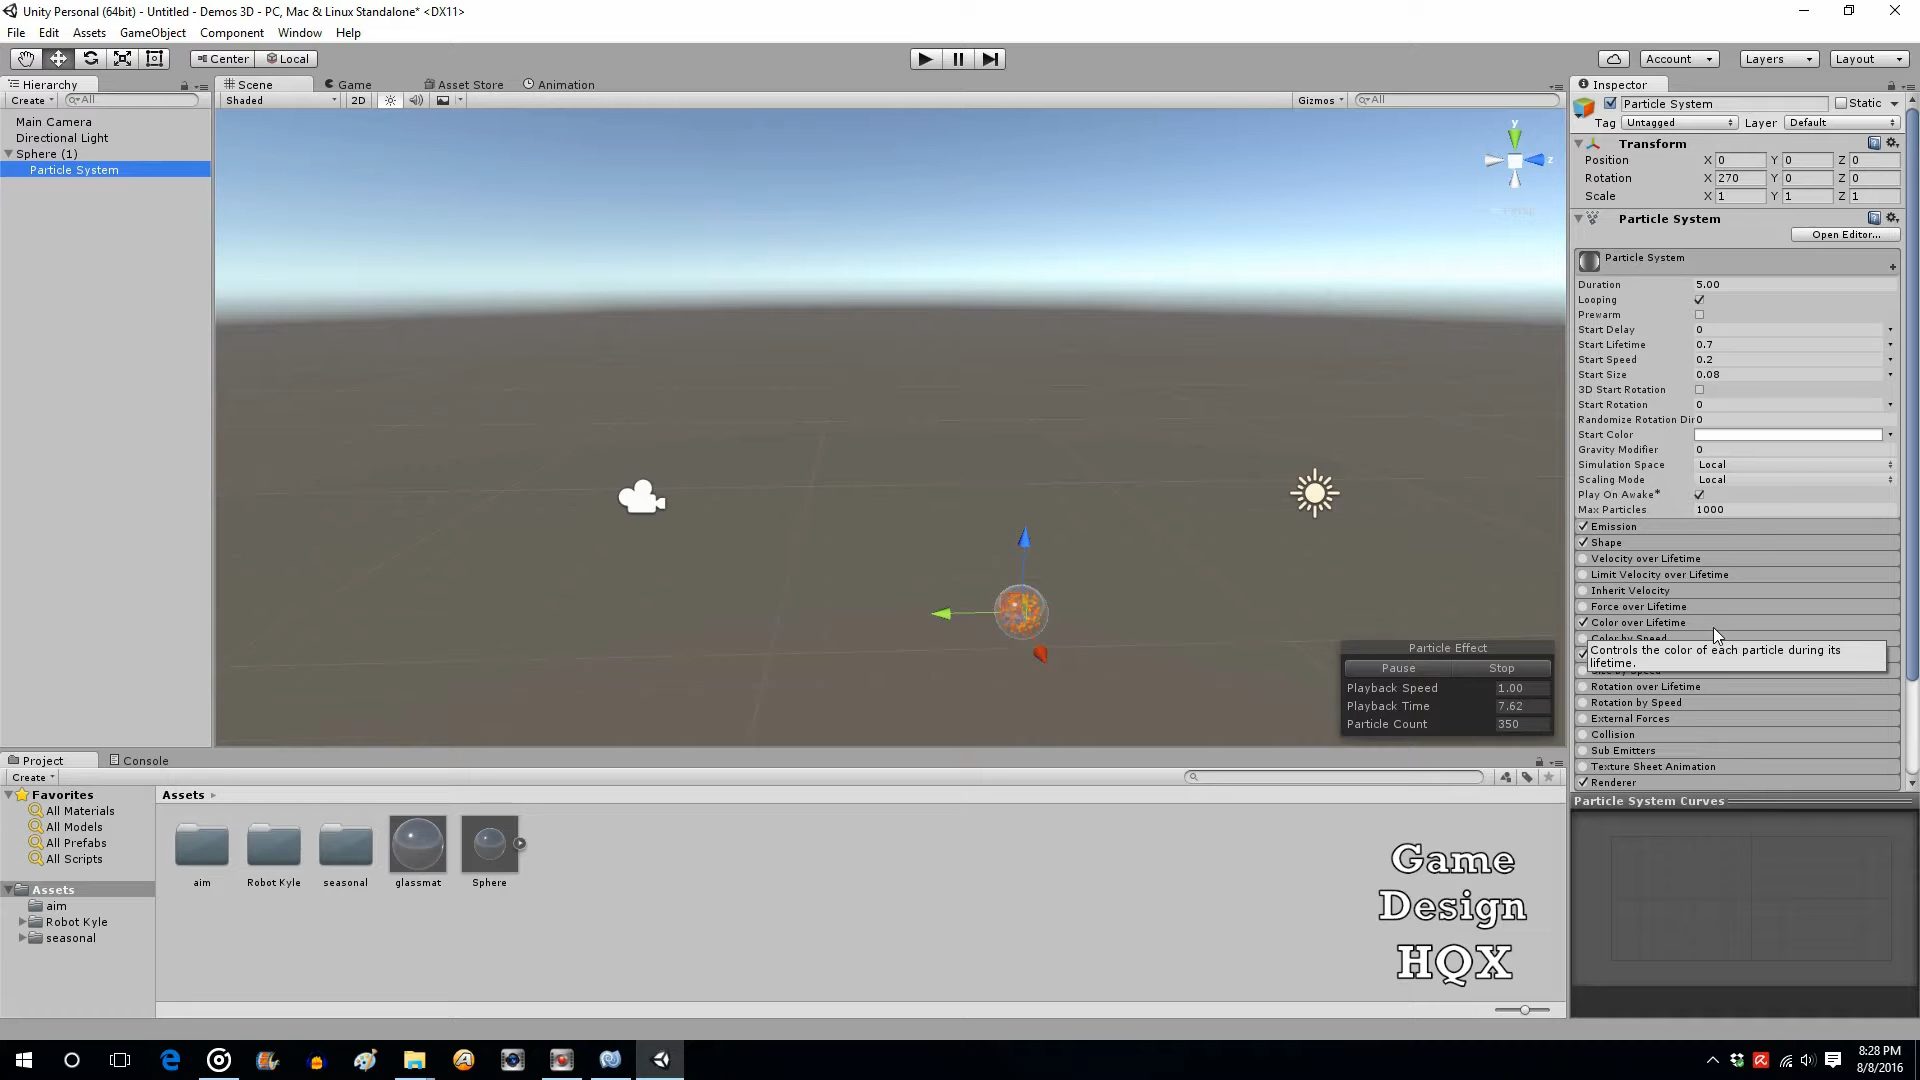 Unity Personal (64bit) - Untitled - Demos 3D - PC, Mac & Linux Standalone* <DX11>
File Edit Assets GameObject Component Window Help
Center Local
Account Layers Layout
Hierarchy
Create All
Main Camera
Directional Light
Sphere (1)
Particle System
Scene Game Asset Store Animation
Shaded 2D Gizmos All
y
z
Persp
Particle Effect
Pause Stop
Playback Speed 1.00
Playback Time 7.62
Particle Count 350
Inspector
Particle System Static
Tag Untagged Layer Default
Transform
Position X 0 Y 0 Z 0
Rotation X 270 Y 0 Z 0
Scale X 1 Y 1 Z 1
Particle System
Open Editor...
Particle System
Duration 5.00
Looping
Prewarm
Start Delay 0
Start Lifetime 0.7
Start Speed 0.2
Start Size 0.08
3D Start Rotation
Start Rotation 0
Randomize Rotation Dir 0
Start Color
Gravity Modifier 0
Simulation Space Local
Scaling Mode Local
Play On Awake*
Max Particles 1000
Emission
Shape
Velocity over Lifetime
Limit Velocity over Lifetime
Inherit Velocity
Force over Lifetime
Color over Lifetime
Color by Speed
Controls the color of each particle during its
lifetime.
Size by Speed
Rotation over Lifetime
Rotation by Speed
External Forces
Collision
Sub Emitters
Texture Sheet Animation
Renderer
Particle System Curves
Project Console
Create
Favorites
All Materials
All Models
All Prefabs
All Scripts
Assets
aim
Robot Kyle
seasonal
Assets
aim Robot Kyle seasonal glassmat Sphere
Game
Design
HQX
8:28 PM
8/8/2016